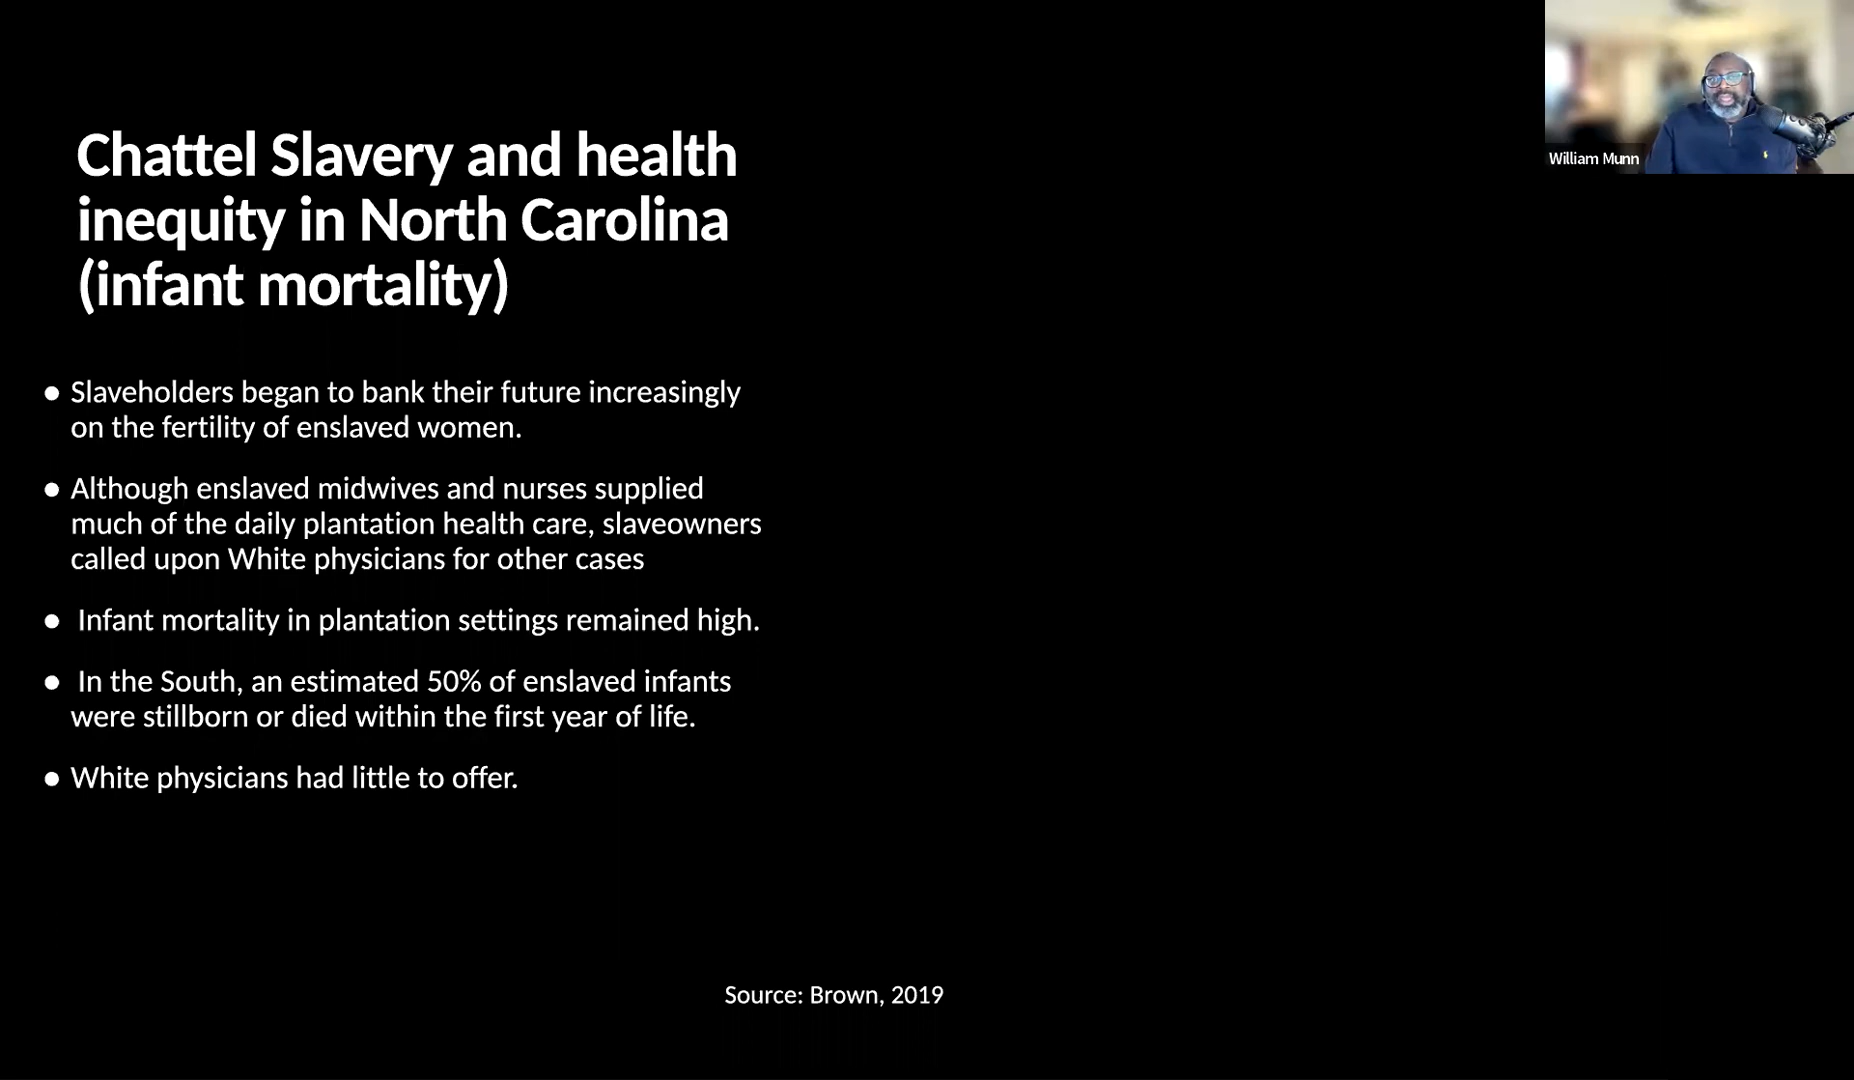 Chattel Slavery and health
inequity in North Carolina
(infant mortality)
● Slaveholders began to bank their future increasingly
on the fertility of enslaved women.
● Although enslaved midwives and nurses supplied
much of the daily plantation health care, slaveowners
called upon White physicians for other cases
● Infant mortality in plantation settings remained high.
● In the South, an estimated 50% of enslaved infants
were stillborn or died within the first year of life.
● White physicians had little to offer.
Source: Brown, 2019
William Munn